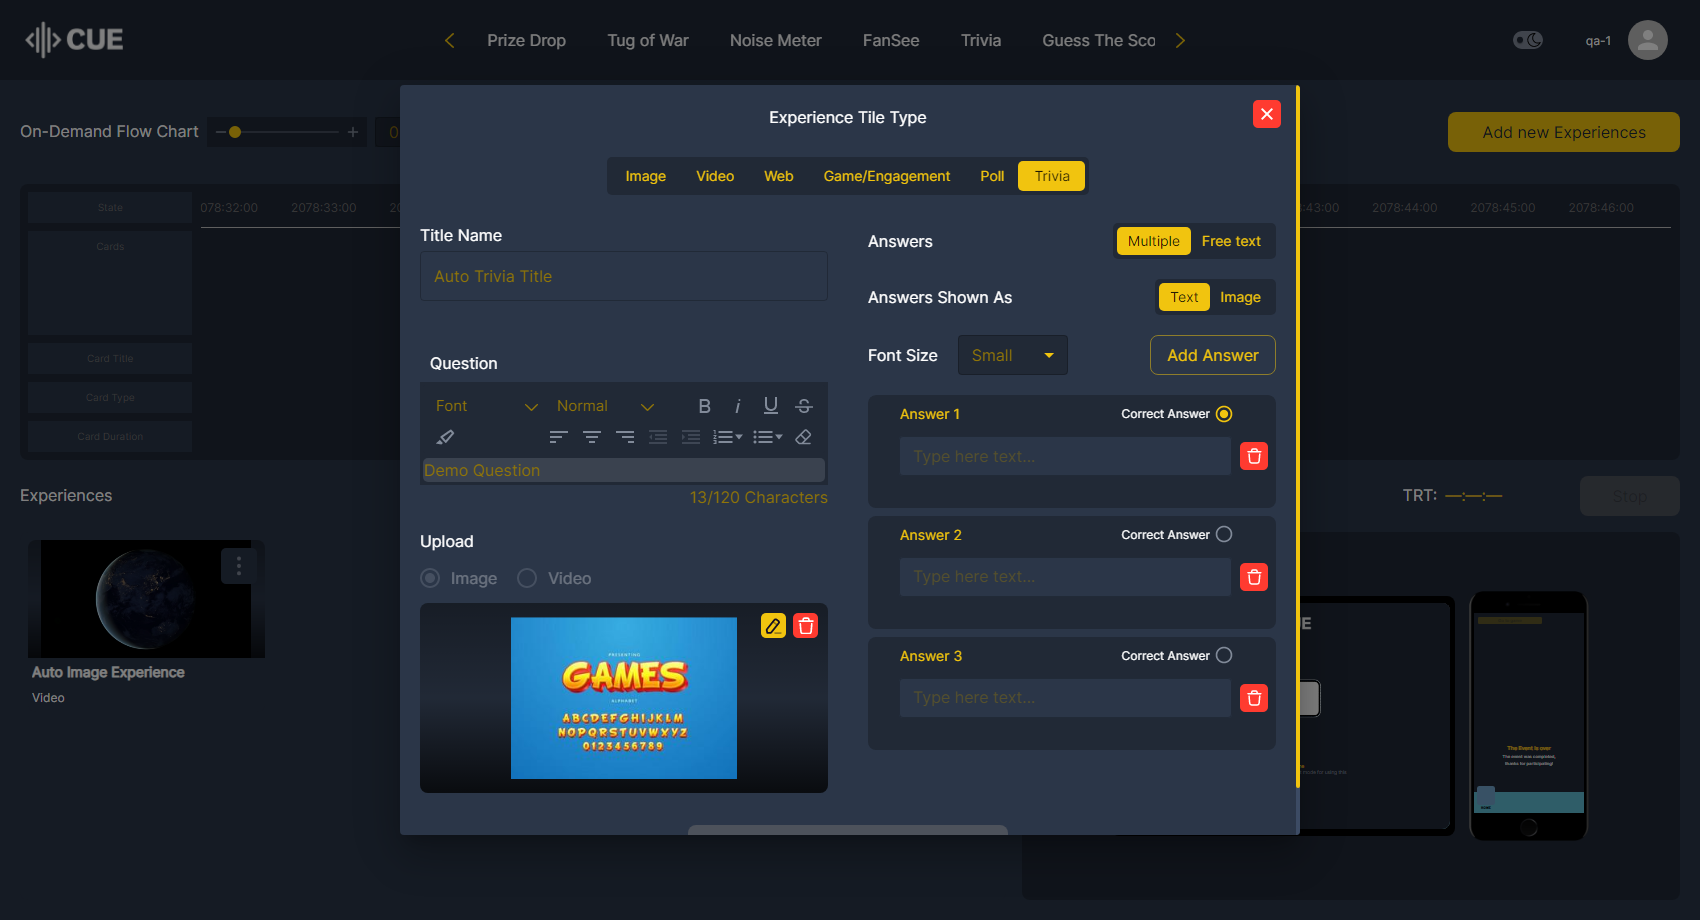 CUE
Prize Drop Tug of War Noise Meter FanSee Trivia Guess The Sco
qa-1
On-Demand Flow Chart
Add new Experiences
State
078:32:00 2078:33:00
:43:00 2078:44:00 2078:45:00 2078:46:00
Cards
Card Title
Card Type
Card Duration
Experiences
Auto Image Experience
Video
Experience Tile Type
Image Video Web Game/Engagement Poll Trivia
Title Name
Auto Trivia Title
Question
Font Normal
Demo Question
13/120 Characters
Upload
Image Video
PRESENTING
GAMES
ALPHABET
ABCDEFGHIJKLM
NOPQRSTUVWXYZ
0123456789
Answers Multiple Free text
Answers Shown As Text Image
Font Size Small Add Answer
Answer 1 Correct Answer
Type here text...
Answer 2 Correct Answer
Type here text...
Answer 3 Correct Answer
Type here text...
TRT: —:—:—
Stop
The Event is over
The event was completed,
thanks for participating!